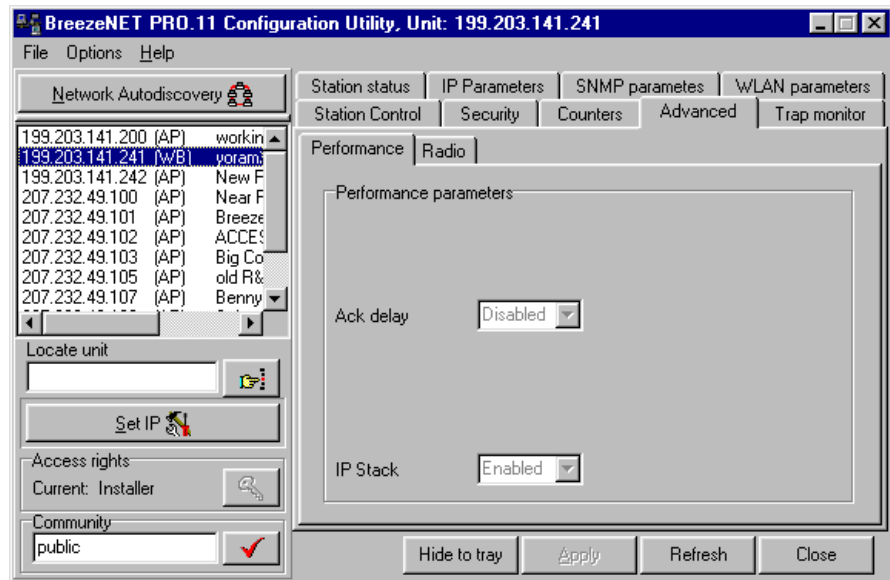 BreezeNET PRO.11 Configuration Utility, Unit: 199.203.141.241
File Options Help
Network Autodiscovery
199.203.141.200 (AP) workin
199.203.141.241 (WB) yoram
199.203.141.242 (AP) New F
207.232.49.100 (AP) Near F
207.232.49.101 (AP) Breeze
207.232.49.102 (AP) ACCES
207.232.49.103 (AP) Big Co
207.232.49.105 (AP) old R&
207.232.49.107 (AP) Benny
Locate unit
Set IP
Access rights
Current: Installer
Community
public
Station status IP Parameters SNMP parametes WLAN parameters
Station Control Security Counters Advanced Trap monitor
Performance Radio
Performance parameters
Ack delay Disabled
IP Stack Enabled
Hide to tray Apply Refresh Close